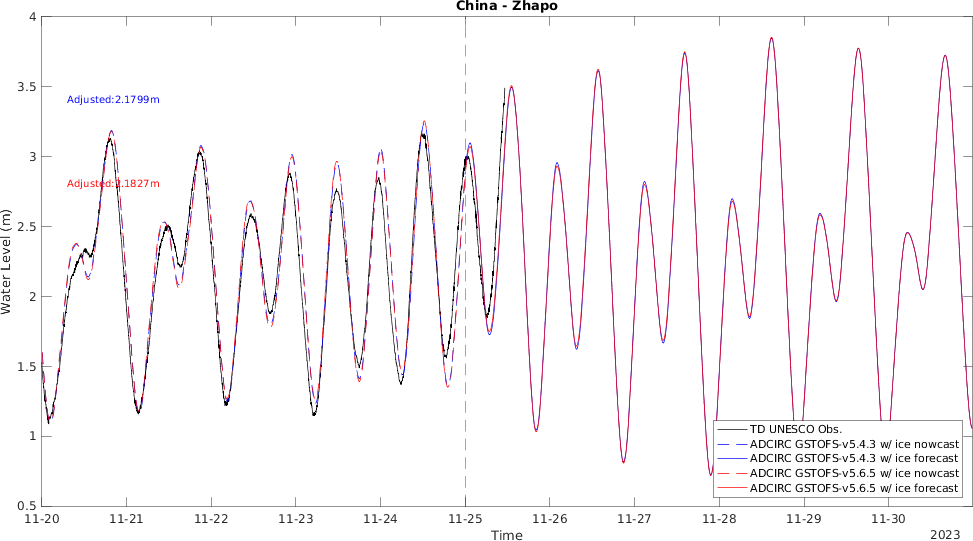 China - Zhapo
4
3.5
3
2.5
2
1.5
1
0.5
Water Level (m)
Adjusted:2.1799m
Adjusted:2.1827m
TD UNESCO Obs.
ADCIRC GSTOFS-v5.4.3 w/ ice nowcast
ADCIRC GSTOFS-v5.4.3 w/ ice forecast
ADCIRC GSTOFS-v5.6.5 w/ ice nowcast
ADCIRC GSTOFS-v5.6.5 w/ ice forecast
11-20 11-21 11-22 11-23 11-24 11-25 11-26 11-27 11-28 11-29 11-30
Time
2023